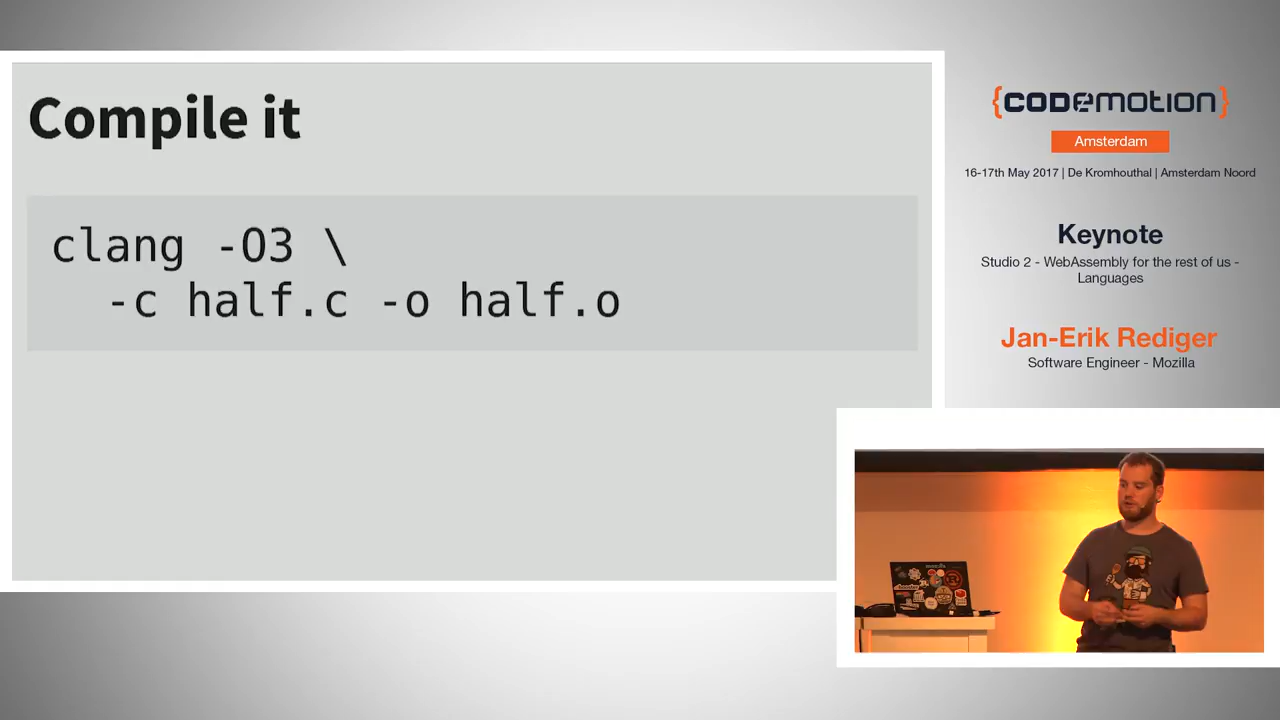 Compile it
clang -O3 \
-c half.c -o half.o
{CODEMOTION}
Amsterdam
16-17th May 2017 | De Kromhouthal | Amsterdam Noord
Keynote
Studio 2 - WebAssembly for the rest of us -
Languages
Jan-Erik Rediger
Software Engineer - Mozilla